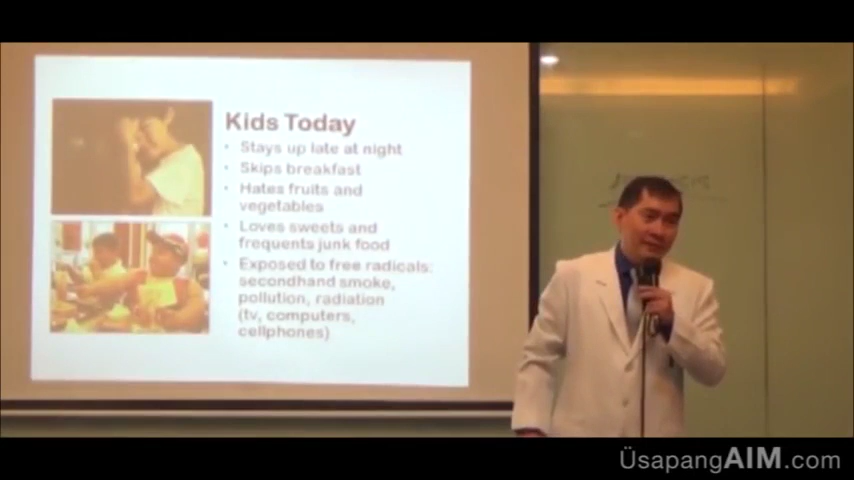 Kids Today
• Stays up late at night
• Skips breakfast
• Hates fruits and
vegetables
• Loves sweets and
frequents junk food
• Exposed to free radicals:
secondhand smoke,
pollution, radiation
(tv, computers,
cellphones)
ÜsapangAIM.com